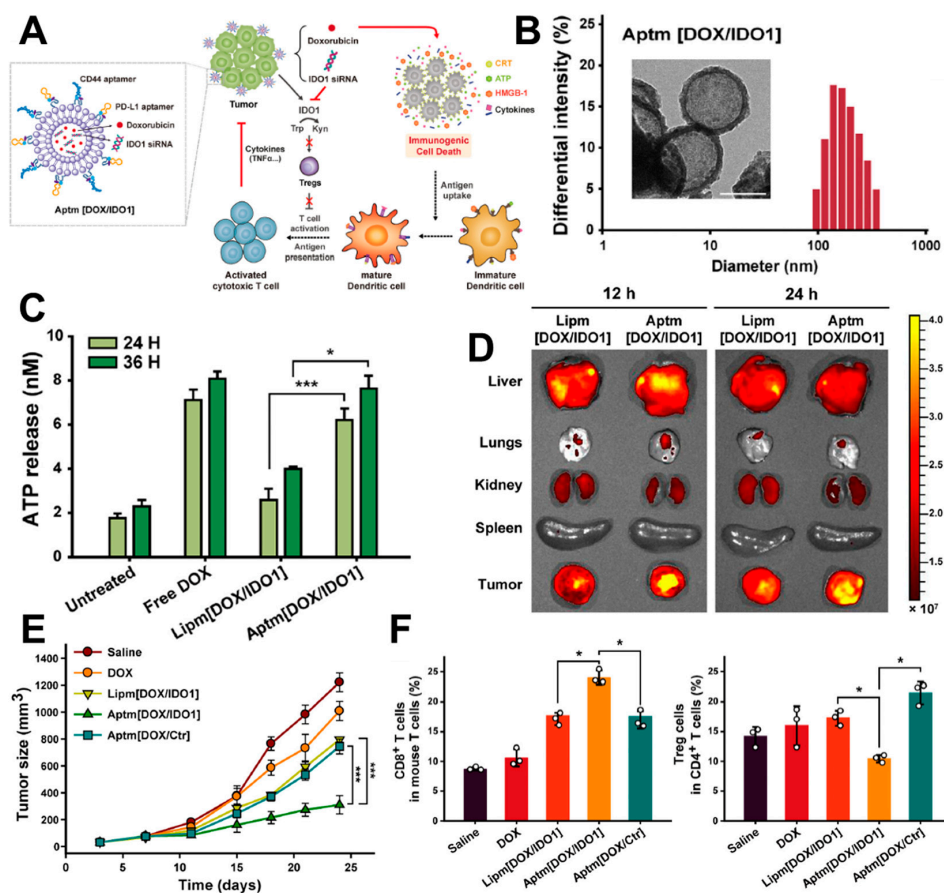 A
CD44 aptamer
PD-L1 aptamer
Doxorubicin
IDO1 siRNA
Aptm [DOX/IDO1]
Tumor
Doxorubicin
IDO1 siRNA
IDO1
Trp
Kyn
Tregs
T cell
activation
Antigen
presentation
Cytokines
(TNFα...)
Activated
cytotoxic T cell
mature
Dendritic cell
Immature
Dendritic cell
Antigen
uptake
Immunogenic
Cell Death
CRT
ATP
HMGB-1
Cytokines
B
Aptm [DOX/IDO1]
Differential intensity (%)
30
25
20
15
10
5
0
1
10
100
1000
Diameter (nm)
C
24 H
36 H
ATP release (nM)
10
8
6
4
2
0
***
*
Untreated
Free DOX
Lipm[DOX/IDO1]
Aptm[DOX/IDO1]
D
12 h
24 h
Lipm
[DOX/IDO1]
Aptm
[DOX/IDO1]
Lipm
[DOX/IDO1]
Aptm
[DOX/IDO1]
Liver
Lungs
Kidney
Spleen
Tumor
4.0
3.5
3.0
2.5
2.0
1.5
× 10⁷
E
Saline
DOX
Lipm[DOX/IDO1]
Aptm[DOX/IDO1]
Aptm[DOX/Ctr]
Tumor size (mm³)
1400
1200
1000
800
600
400
200
0
0
5
10
15
20
25
Time (days)
***
***
F
CD8⁺ T cells
in mouse T cells (%)
30
25
20
15
10
5
0
*
*
Saline
DOX
Lipm[DOX/IDO1]
Aptm[DOX/IDO1]
Aptm[DOX/Ctr]
Treg cells
in CD4⁺ T cells (%)
30
25
20
15
10
5
0
*
*
Saline
DOX
Lipm[DOX/IDO1]
Aptm[DOX/IDO1]
Aptm[DOX/Ctr]